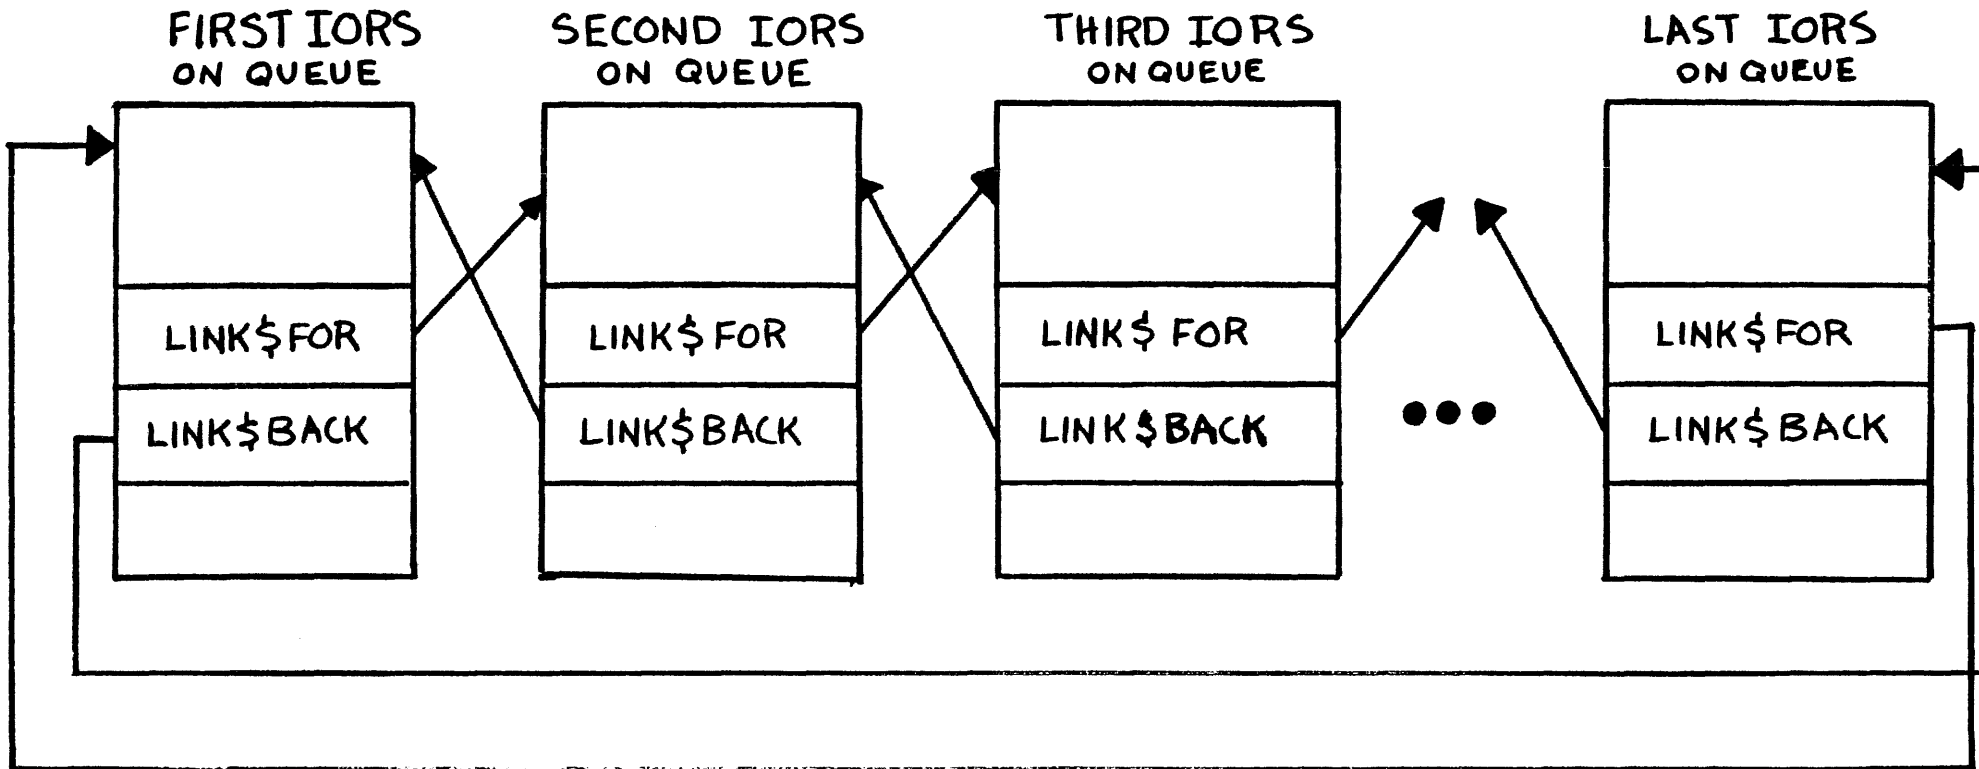 FIRST IORS
ON QUEUE
SECOND IORS
ON QUEUE
THIRD IORS
ON QUEUE
LAST IORS
ON QUEUE
LINK$FOR
LINK$BACK
LINK$FOR
LINK$BACK
LINK$ FOR
LINK$BACK
LINK$FOR
LINK$ BACK